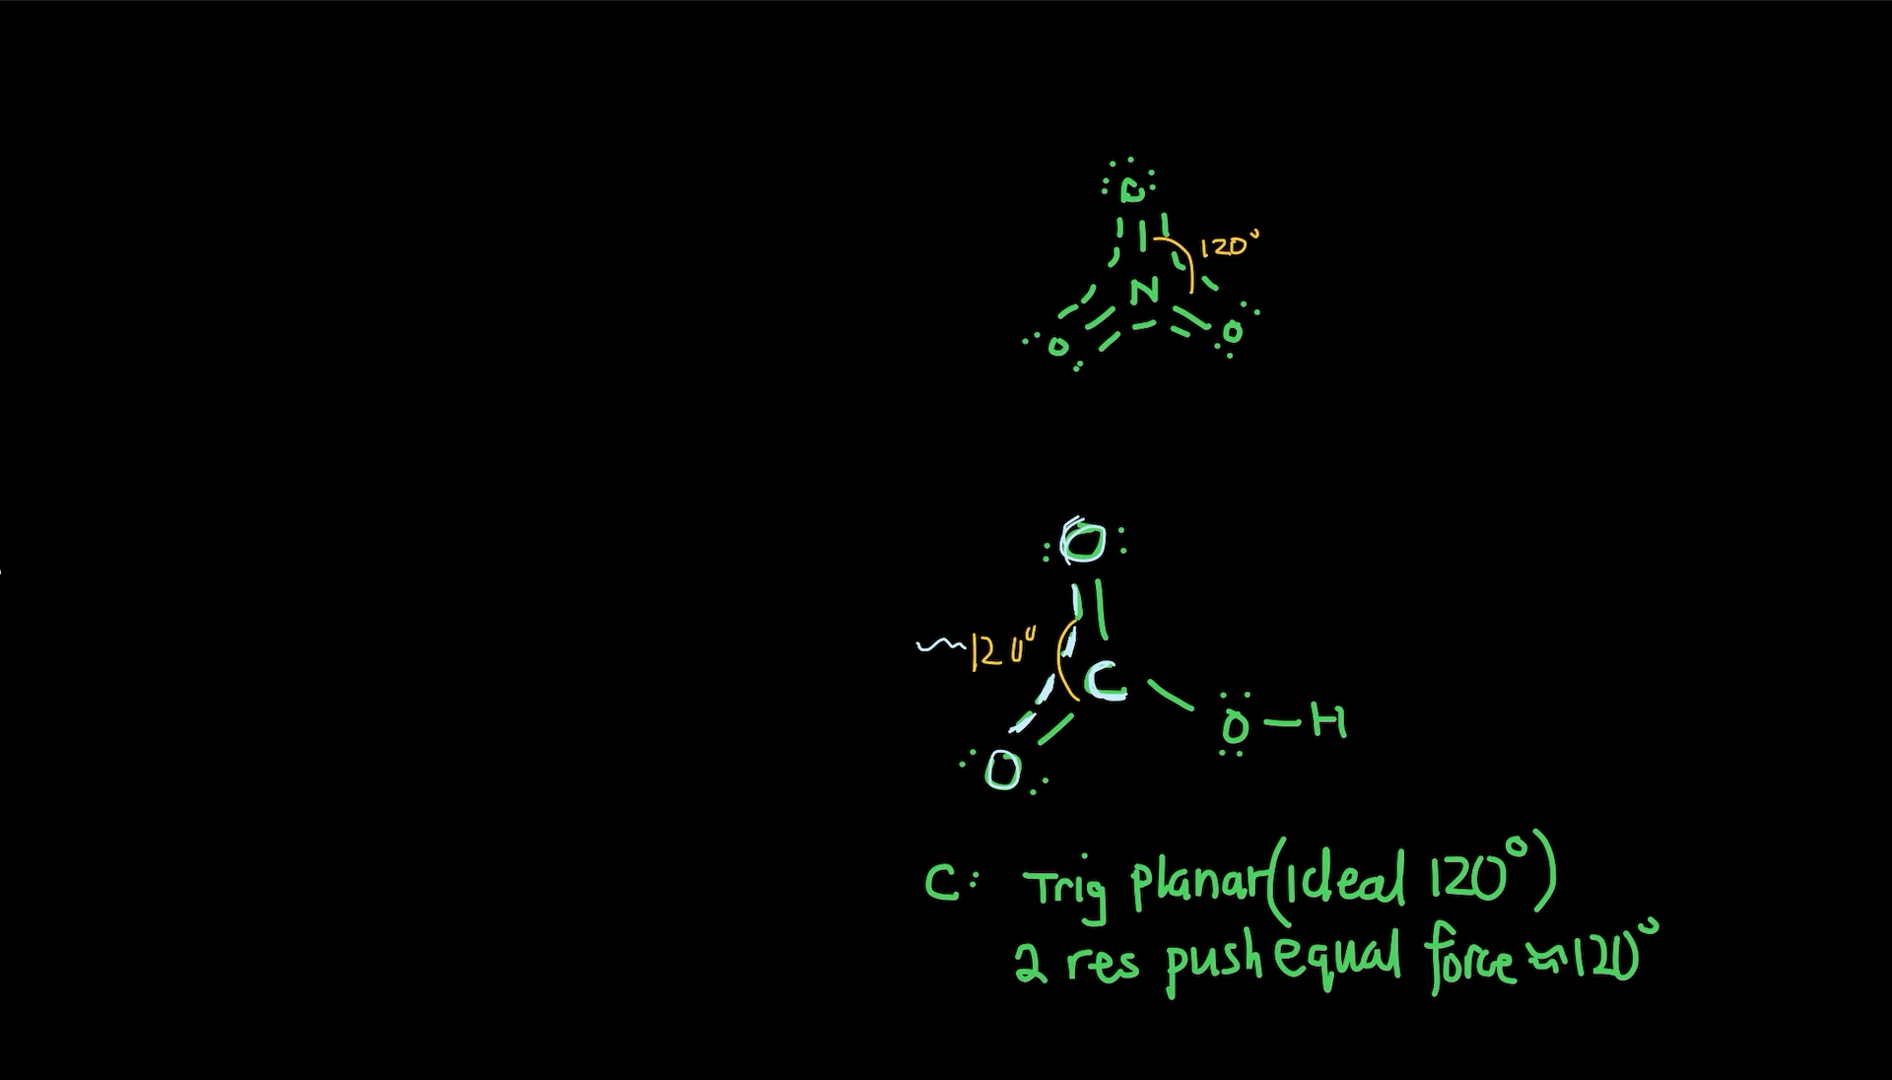 O
120°
N
O
O
O
~120°
C
O-H
O
C: Trig planar (ideal 120°)
2 res push equal force ≈120°